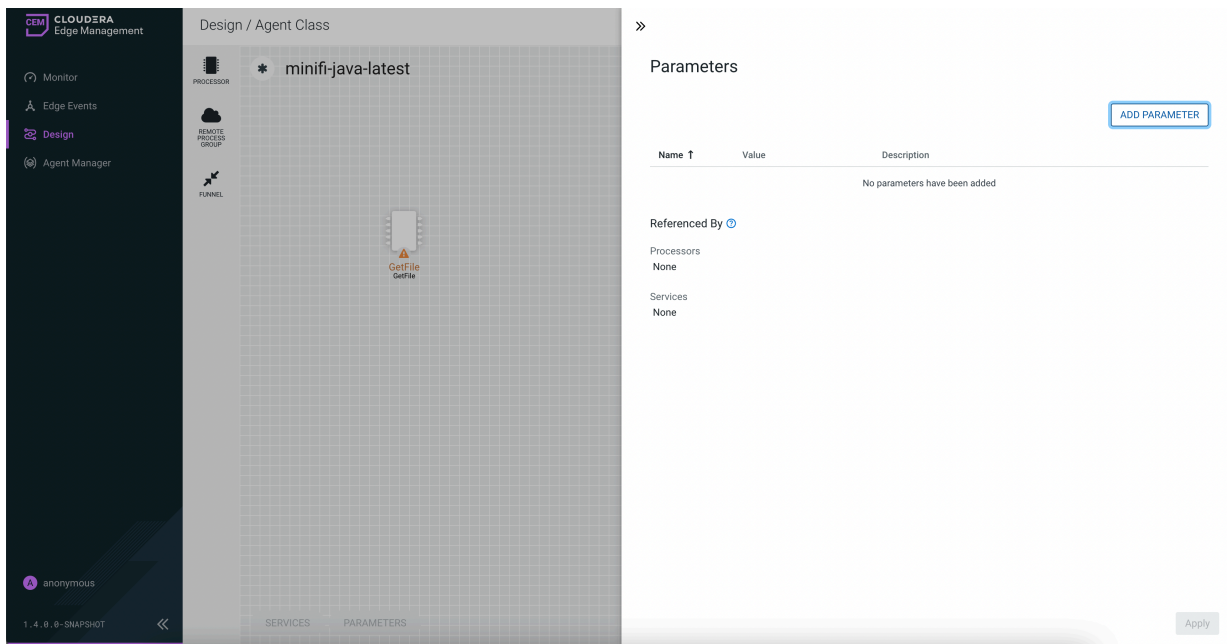 CEM CLOUDERA
Edge Management
Monitor
Edge Events
Design
Agent Manager
A anonymous
1.4.0.0-SNAPSHOT
Design / Agent Class
PROCESSOR
REMOTE
PROCESS
GROUP
FUNNEL
minifi-java-latest
GetFile
GetFile
SERVICES PARAMETERS
Parameters
ADD PARAMETER
Name ↑ Value Description
No parameters have been added
Referenced By ?
Processors
None
Services
None
Apply